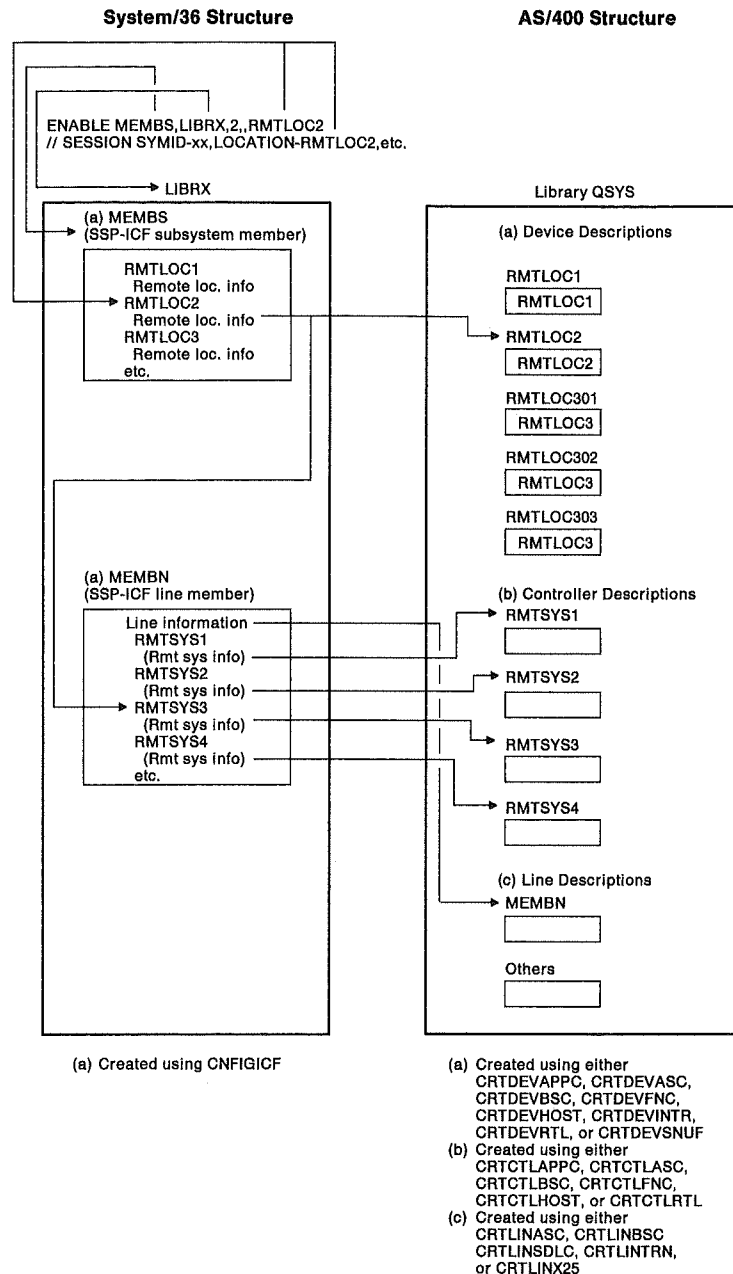 System/36 Structure
AS/400 Structure
ENABLE MEMBS,LIBRX,2,,RMTLOC2
// SESSION SYMID-xx,LOCATION-RMTLOC2,etc.
LIBRX
(a) MEMBS
(SSP-ICF subsystem member)
RMTLOC1
Remote loc. info
RMTLOC2
Remote loc. info
RMTLOC3
Remote loc. info
etc.
(a) MEMBN
(SSP-ICF line member)
Line information
RMTSYS1
(Rmt sys info)
RMTSYS2
(Rmt sys info)
RMTSYS3
(Rmt sys info)
RMTSYS4
(Rmt sys info)
etc.
(a) Created using CNFIGICF
Library QSYS
(a) Device Descriptions
RMTLOC1
RMTLOC1
RMTLOC2
RMTLOC2
RMTLOC301
RMTLOC3
RMTLOC302
RMTLOC3
RMTLOC303
RMTLOC3
(b) Controller Descriptions
RMTSYS1
RMTSYS2
RMTSYS3
RMTSYS4
(c) Line Descriptions
MEMBN
Others
(a) Created using either
CRTDEVAPPC, CRTDEVASC,
CRTDEVBSC, CRTDEVFNC,
CRTDEVHOST, CRTDEVINTR,
CRTDEVRTL, or CRTDEVSNUF
(b) Created using either
CRTCTLAPPC, CRTCTLASC,
CRTCTLBSC, CRTCTLFNC,
CRTCTLHOST, or CRTCTLRTL
(c) Created using either
CRTLINASC, CRTLINBSC
CRTLINSDLC, CRTLINTRN,
or CRTLINX25